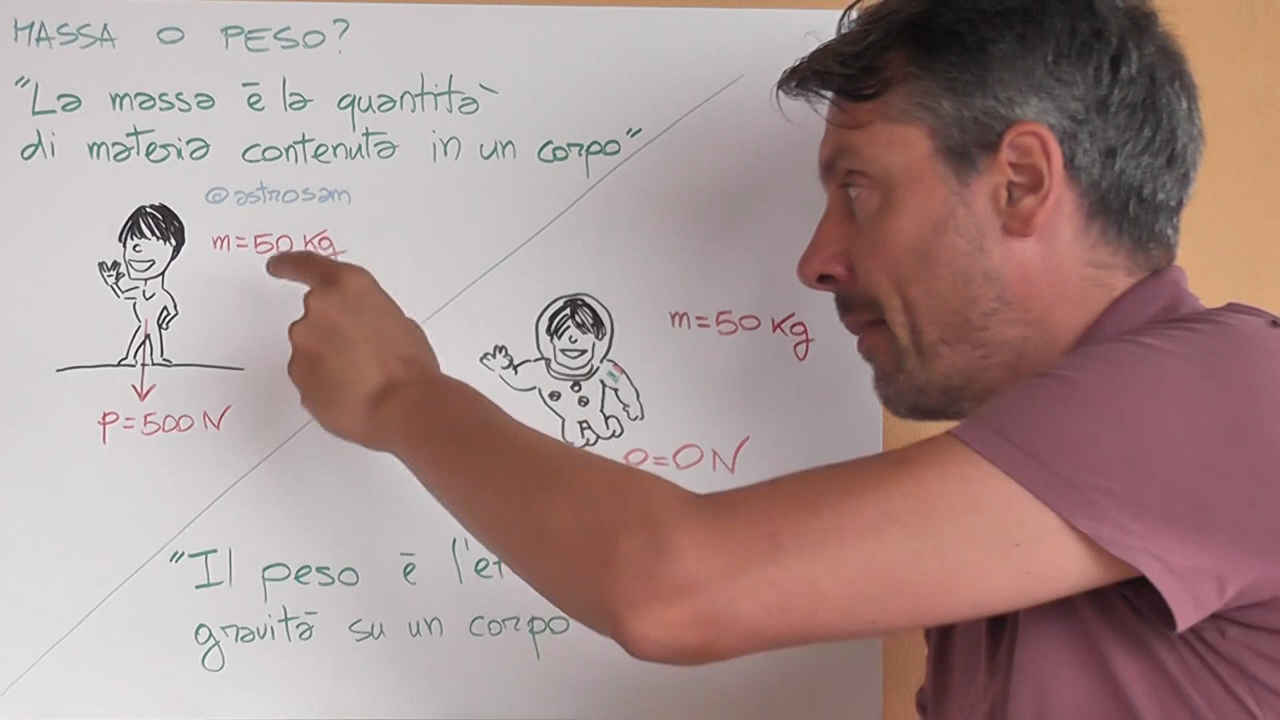 MASSA O PESO?
"La massa è la quantità
di materia contenuta in un corpo"
@astrosam
m=50 Kg
m=50 Kg
p=500 N
p=0 N
"Il peso è
gravità su un corpo